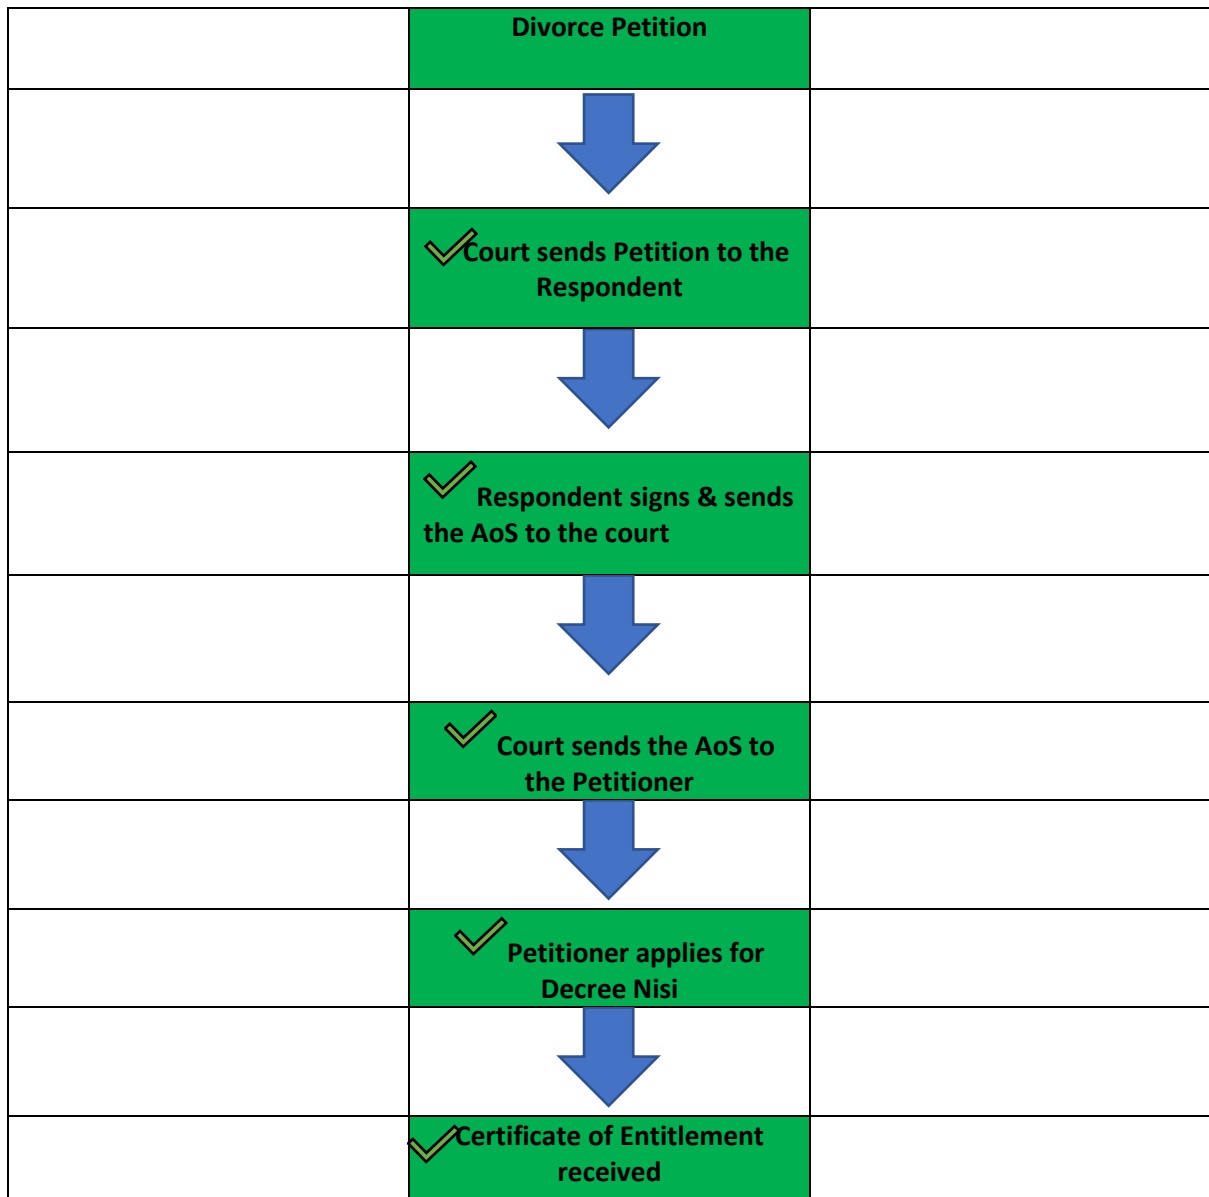 Divorce Petition
Court sends Petition to the
Respondent
Respondent signs & sends
the AoS to the court
Court sends the AoS to
the Petitioner
Petitioner applies for
Decree Nisi
Certificate of Entitlement
received